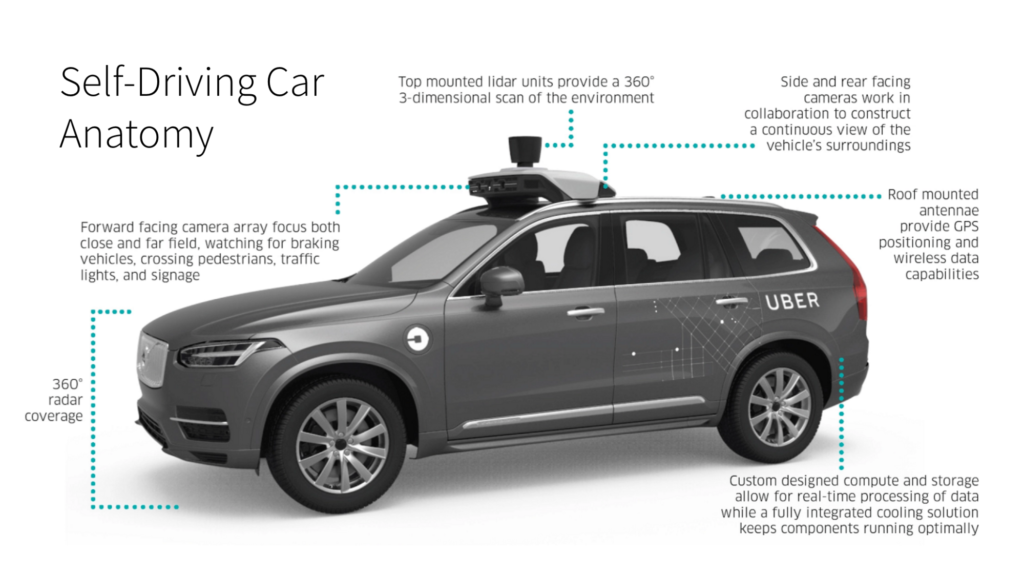 Self-Driving Car
Anatomy
Top mounted lidar units provide a 360°
3-dimensional scan of the environment
Side and rear facing
cameras work in
collaboration to construct
a continuous view of the
vehicle's surroundings
Forward facing camera array focus both
close and far field, watching for braking
vehicles, crossing pedestrians, traffic
lights, and signage
Roof mounted
antennae
provide GPS
positioning and
wireless data
capabilities
UBER
360°
radar
coverage
Custom designed compute and storage
allow for real-time processing of data
while a fully integrated cooling solution
keeps components running optimally